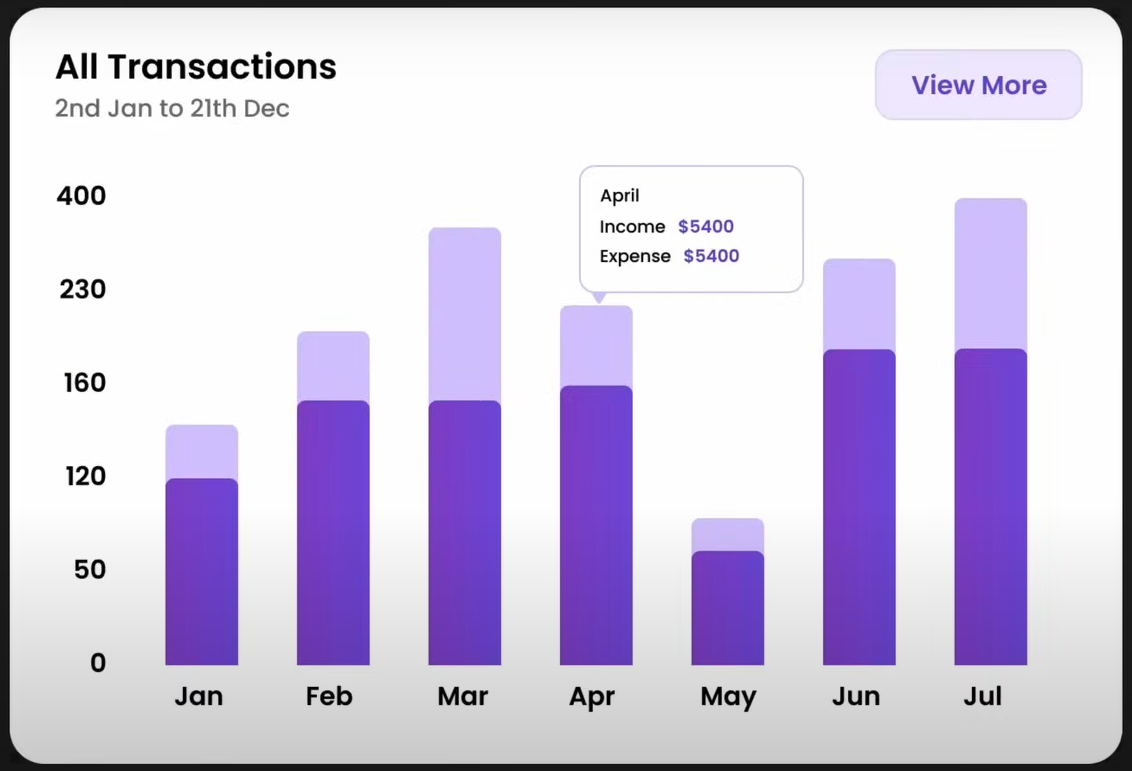 All Transactions
2nd Jan to 21th Dec
View More
400
230
160
120
50
0
April
Income $5400
Expense $5400
Jan Feb Mar Apr May Jun Jul